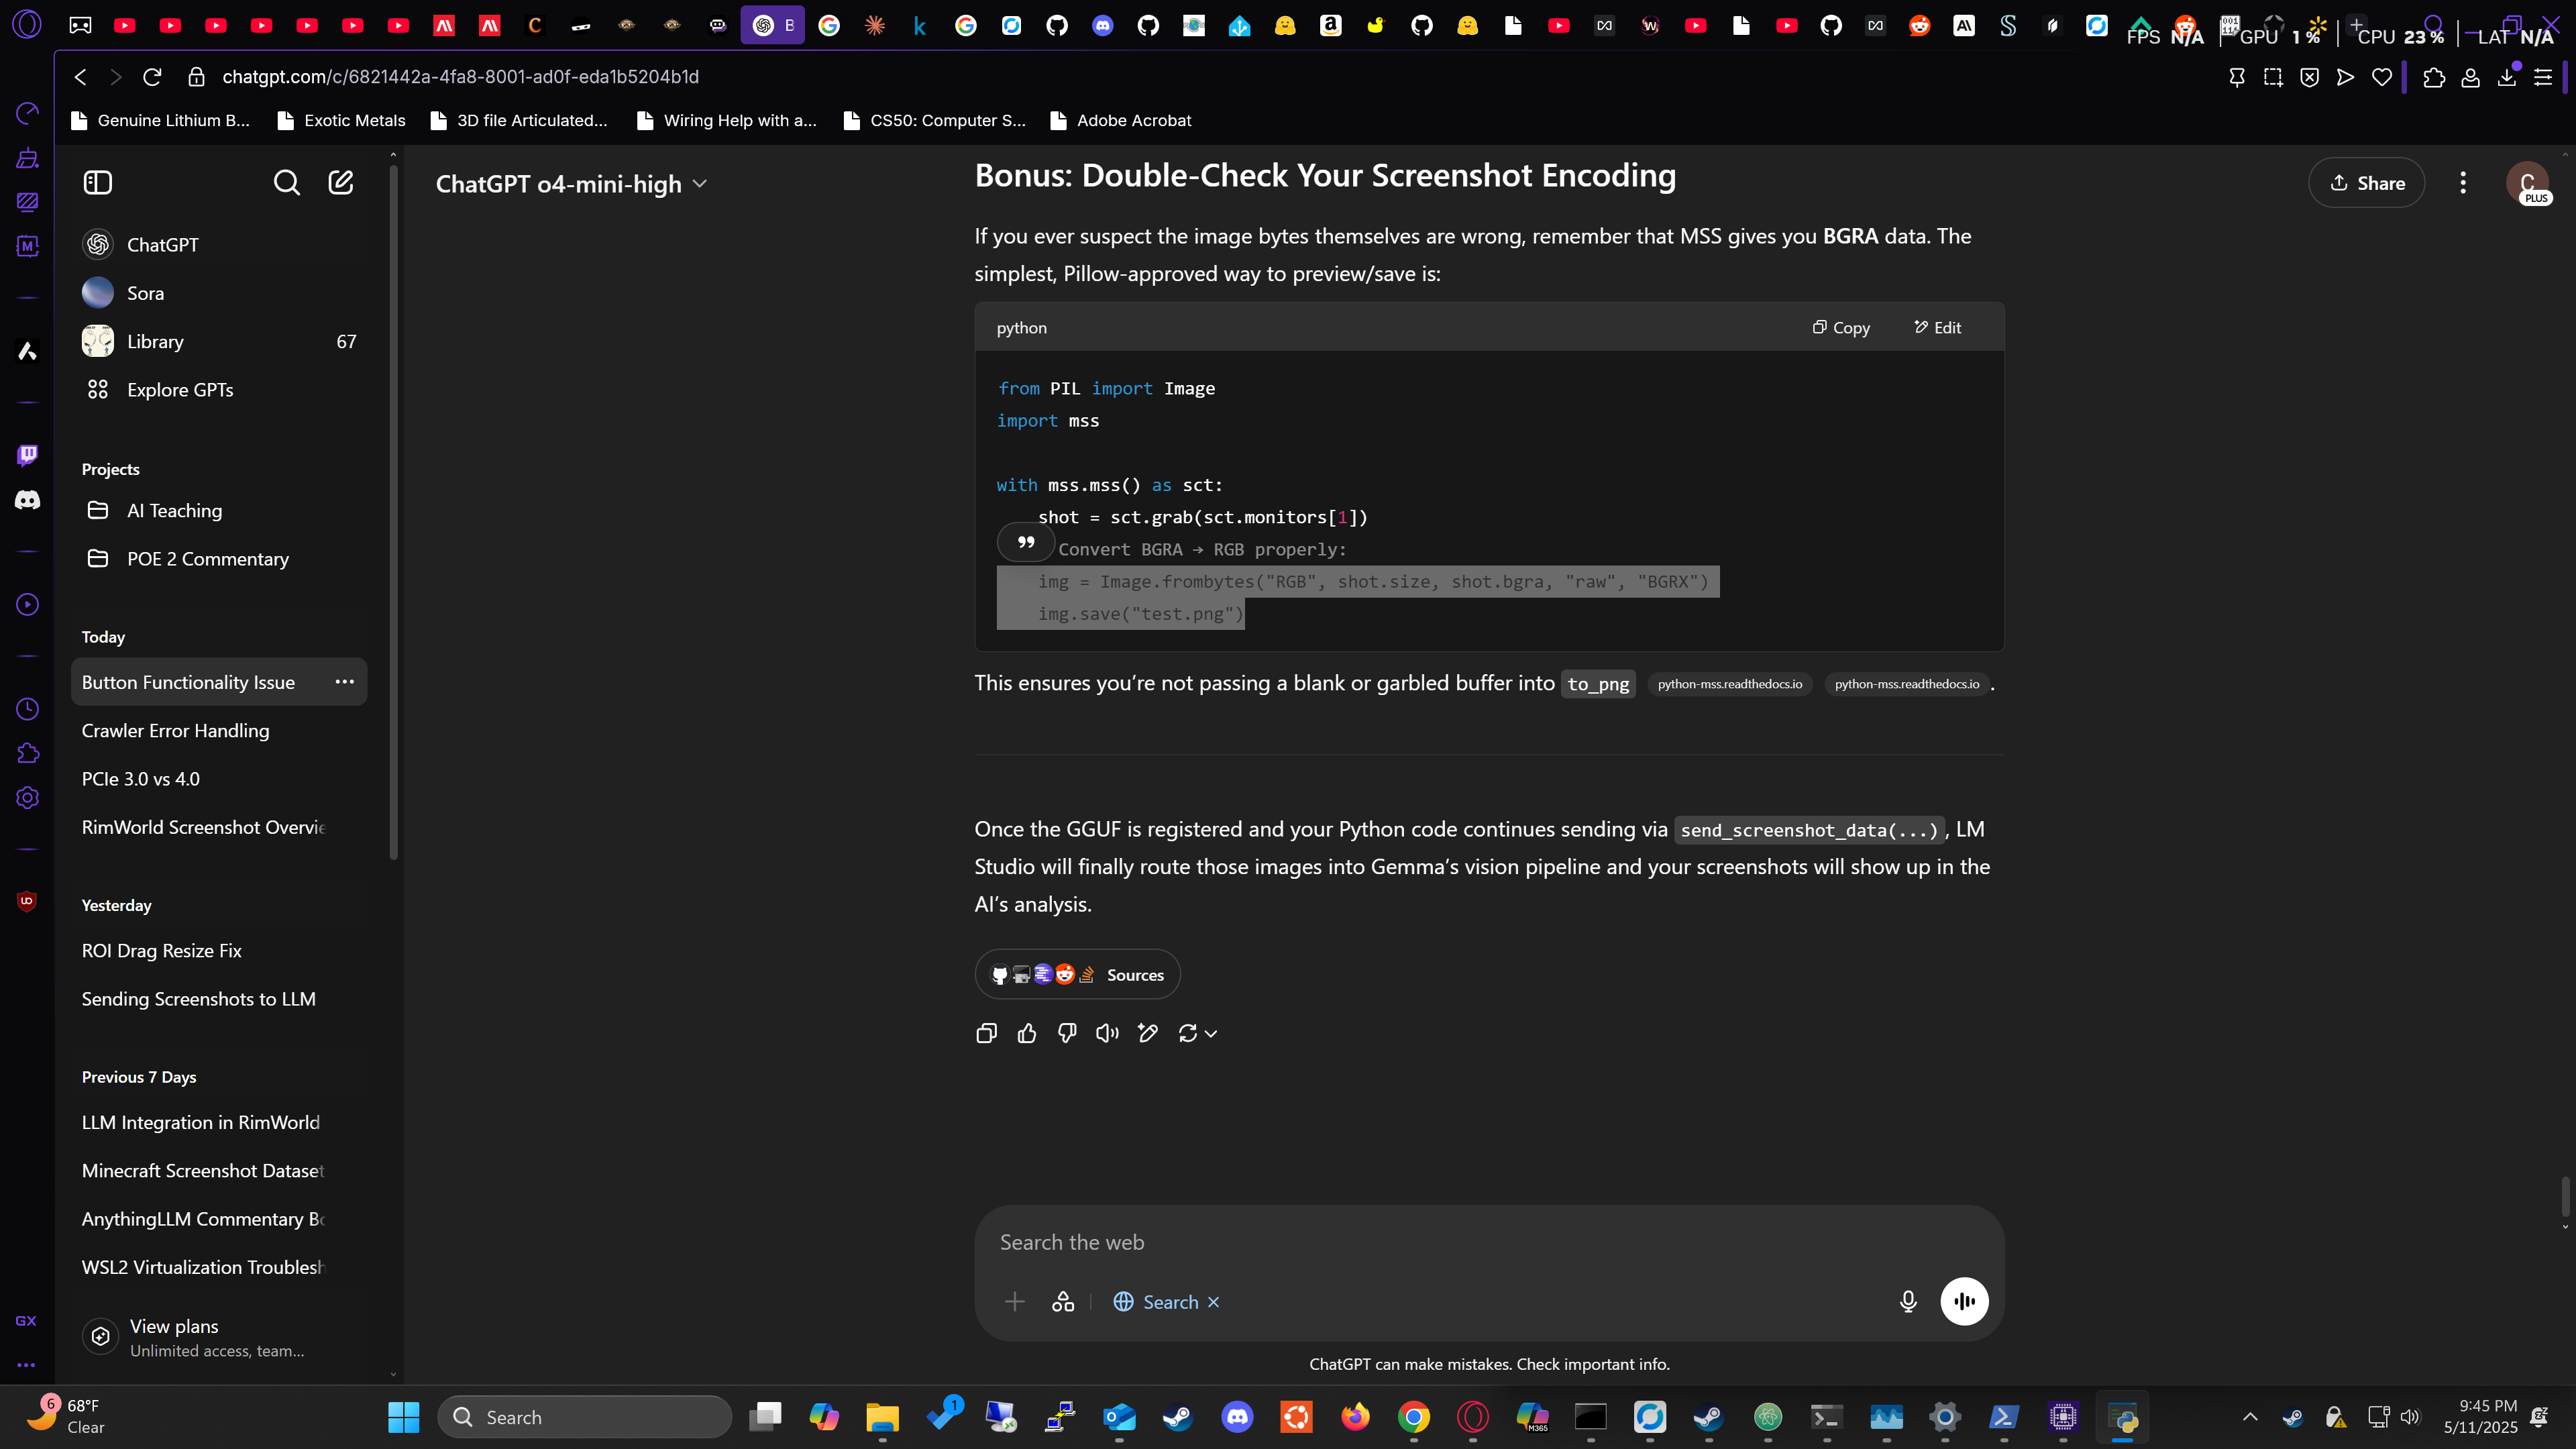 B
FPS N/A GPU 1 % CPU 23 % LAT N/A
chatgpt.com/c/6821442a-4fa8-8001-ad0f-eda1b5204b1d
Genuine Lithium B...
Exotic Metals
3D file Articulated...
Wiring Help with a...
CS50: Computer S...
Adobe Acrobat
ChatGPT
Sora
Library 67
Explore GPTs
Projects
AI Teaching
POE 2 Commentary
Today
Button Functionality Issue
Crawler Error Handling
PCIe 3.0 vs 4.0
RimWorld Screenshot Overvie
Yesterday
ROI Drag Resize Fix
Sending Screenshots to LLM
Previous 7 Days
LLM Integration in RimWorld
Minecraft Screenshot Dataset
AnythingLLM Commentary Bo
WSL2 Virtualization Troublesh
View plans
Unlimited access, team...
GX
ChatGPT o4-mini-high
Share
C
PLUS
Bonus: Double-Check Your Screenshot Encoding
If you ever suspect the image bytes themselves are wrong, remember that MSS gives you BGRA data. The
simplest, Pillow-approved way to preview/save is:
python
Copy
Edit
from PIL import Image
import mss
with mss.mss() as sct:
shot = sct.grab(sct.monitors[1])
Convert BGRA → RGB properly:
img = Image.frombytes("RGB", shot.size, shot.bgra, "raw", "BGRX")
img.save("test.png")
This ensures you’re not passing a blank or garbled buffer into to_png python-mss.readthedocs.io python-mss.readthedocs.io .
Once the GGUF is registered and your Python code continues sending via send_screenshot_data(...), LM
Studio will finally route those images into Gemma’s vision pipeline and your screenshots will show up in the
AI’s analysis.
Sources
Search the web
Search
ChatGPT can make mistakes. Check important info.
6
68°F
Clear
Search
1
M365
9:45 PM
5/11/2025